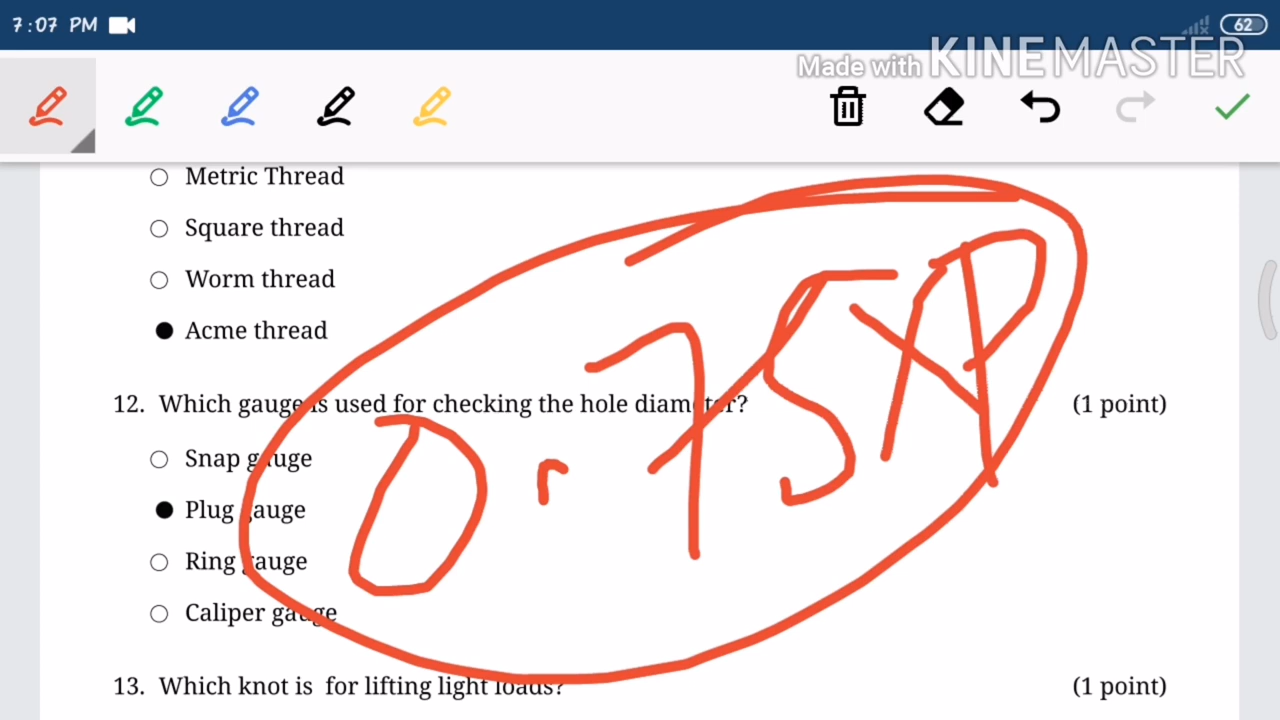 7:07 PM 62
Made with KINEMASTER
Metric Thread
Square thread
Worm thread
Acme thread
12. Which gauge is used for checking the hole diameter? (1 point)
Snap gauge
Plug gauge
Ring gauge
Caliper gauge
0.75XP
13. Which knot is for lifting light loads? (1 point)